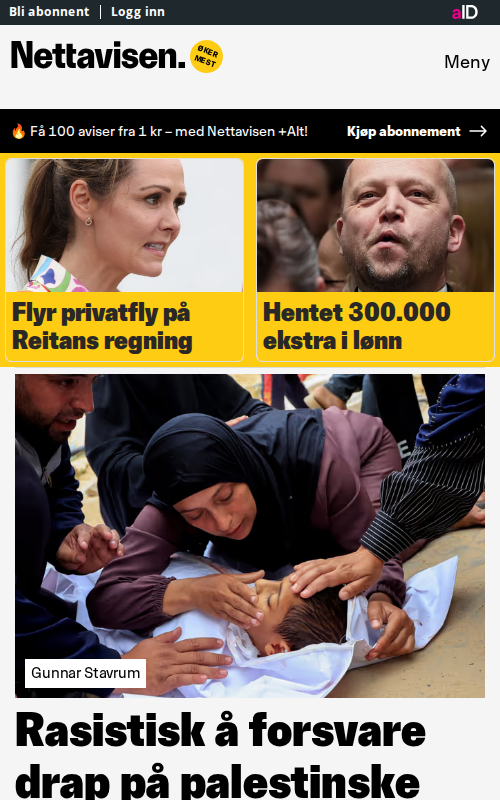 Bli abonnent | Logg inn
aID
Nettavisen.
ØKER
MEST
Meny
🔥 Få 100 aviser fra 1 kr – med Nettavisen +Alt!
Kjøp abonnement →
Flyr privatfly på
Reitans regning
Hentet 300.000
ekstra i lønn
Gunnar Stavrum
Rasistisk å forsvare
drap på palestinske